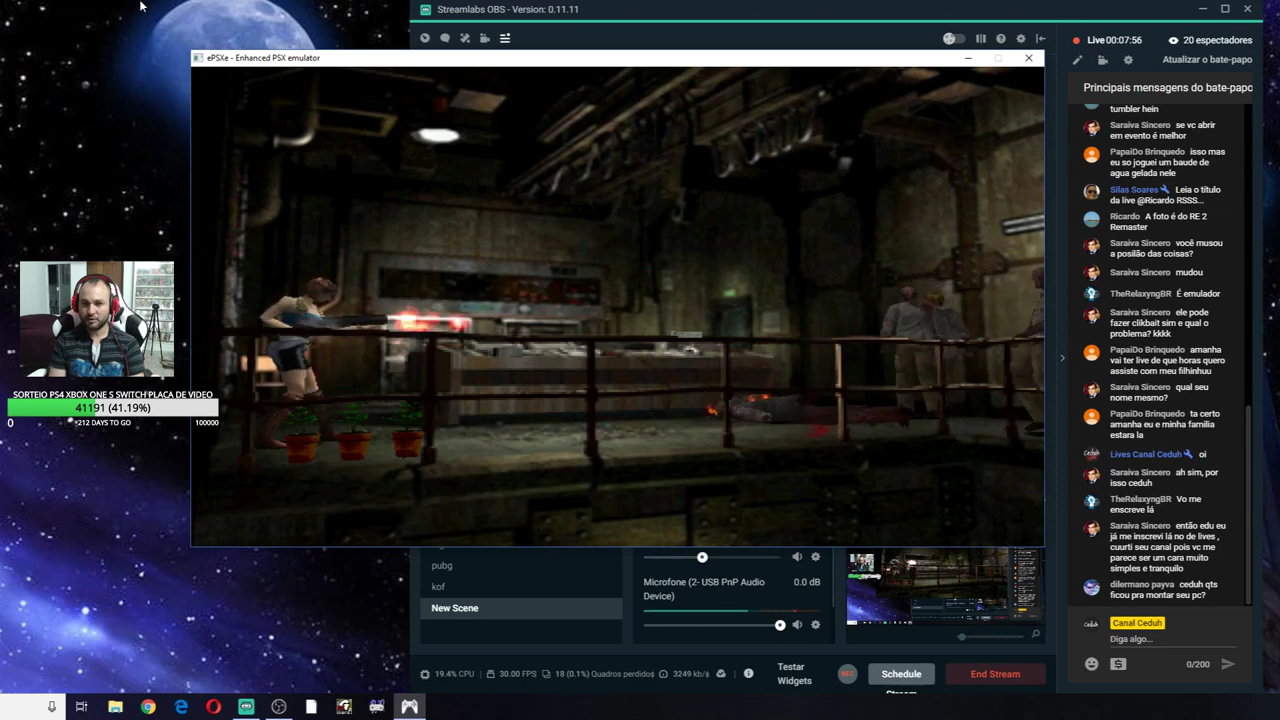 Streamlabs OBS - Version: 0.11.11
Live 00:07:56
20 espectadores
Atualizar o bate-papo
Principais mensagens do bate-papo
tumbler hein
Saraiva Sincero se vc abrir
em evento é melhor
PapaiDo Brinquedo isso mas
eu so joguei um baude de
agua gelada nele
Silas Soares Leia o título
da live @Ricardo RSSS...
Ricardo A foto é do RE 2
Remaster
Saraiva Sincero você musou
a posilão das coisas?
Saraiva Sincero mudou
TheRelaxyngBR É emulador
Saraiva Sincero ele pode
fazer clikbait sim e qual o
problema? kkkk
PapaiDo Brinquedo amanha
vai ter live de que horas quero
assiste com meu filhinhuu
Saraiva Sincero qual seu
nome mesmo?
PapaiDo Brinquedo ta certo
amanha eu e minha familia
estara la
Lives Canal Ceduh oi
Saraiva Sincero ah sim, por
isso ceduh
TheRelaxyngBR Vo me
enscreve lá
Saraiva Sincero então edu eu
já me inscrevi lá no de lives ,
cuurti seu canal pois vc me
parece ser um cara muito
simples e tranquilo
dilermano payva ceduh qts
ficou pra montar seu pc?
Canal Ceduh
Diga algo...
0/200
ePSXe - Enhanced PSX emulator
SORTEIO PS4 XBOX ONE S SWITCH PLACA DE VIDEO
41191 (41.19%)
0
-212 DAYS TO GO
100000
pubg
kof
New Scene
Microfone (2- USB PnP Audio
Device)
0.0 dB
19.4% CPU
30.00 FPS
18 (0.1%) Quadros perdidos
3249 kb/s
Testar
Widgets
REC
Schedule
Stream
End Stream